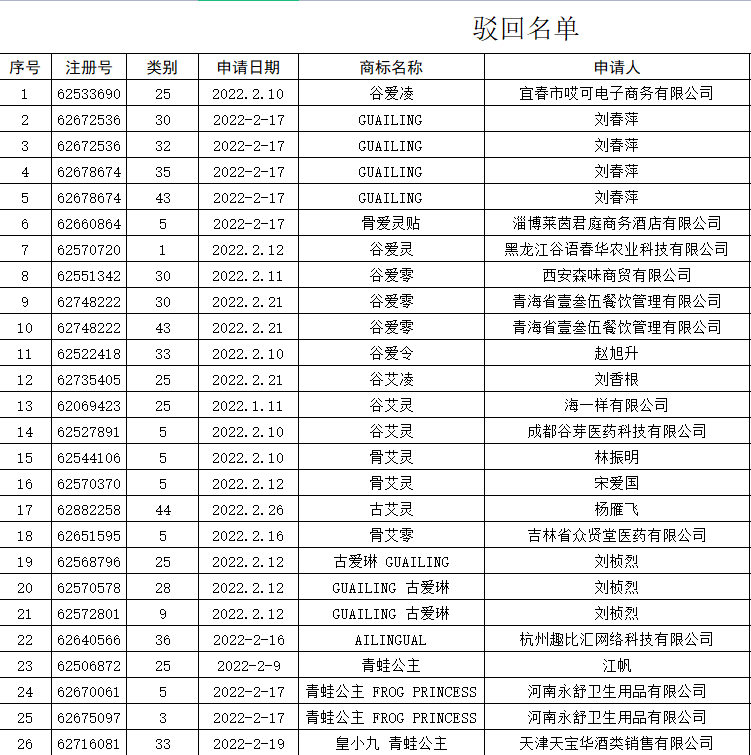 驳回名单
序号 注册号 类别 申请日期 商标名称 申请人
1 62533690 25 2022.2.10 谷爱凌 宜春市哎可电子商务有限公司
2 62672536 30 2022-2-17 GUAILING 刘春萍
3 62672536 32 2022-2-17 GUAILING 刘春萍
4 62678674 35 2022-2-17 GUAILING 刘春萍
5 62678674 43 2022-2-17 GUAILING 刘春萍
6 62660864 5 2022-2-17 骨爱灵贴 淄博莱茵君庭商务酒店有限公司
7 62570720 1 2022.2.12 谷爱灵 黑龙江谷语春华农业科技有限公司
8 62551342 30 2022.2.11 谷爱零 西安森味商贸有限公司
9 62748222 30 2022.2.21 谷爱零 青海省壹叁伍餐饮管理有限公司
10 62748222 43 2022.2.21 谷爱零 青海省壹叁伍餐饮管理有限公司
11 62522418 33 2022.2.10 谷爱令 赵旭升
12 62735405 25 2022.2.21 谷艾凌 刘香根
13 62069423 25 2022.1.11 谷艾灵 海一样有限公司
14 62527891 5 2022.2.10 谷艾灵 成都谷芽医药科技有限公司
15 62544106 5 2022.2.10 骨艾灵 林振明
16 62570370 5 2022.2.12 骨艾灵 宋爱国
17 62882258 44 2022.2.26 古艾灵 杨雁飞
18 62651595 5 2022.2.16 骨艾零 吉林省众贤堂医药有限公司
19 62568796 25 2022.2.12 古爱琳 GUAILING 刘桢烈
20 62570578 28 2022.2.12 GUAILING 古爱琳 刘桢烈
21 62572801 9 2022.2.12 GUAILING 古爱琳 刘桢烈
22 62640566 36 2022-2-16 AILINGUAL 杭州趣比汇网络科技有限公司
23 62506872 25 2022-2-9 青蛙公主 江帆
24 62670061 5 2022-2-17 青蛙公主 FROG PRINCESS 河南永舒卫生用品有限公司
25 62675097 3 2022-2-17 青蛙公主 FROG PRINCESS 河南永舒卫生用品有限公司
26 62716081 33 2022-2-19 皇小九 青蛙公主 天津天宝华酒类销售有限公司